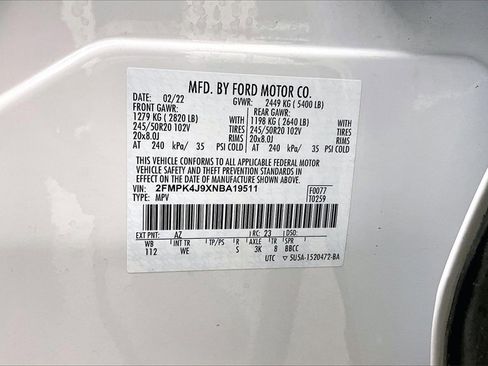 MFD. BY FORD MOTOR CO.
DATE: 02/22 GVWR: 2449 KG ( 5400 LB)
FRONT GAWR: REAR GAWR:
1279 KG ( 2820 LB) WITH 1198 KG ( 2640 LB) WITH
245/50R20 102V TIRES 245/50R20 102V TIRES
20x8.0J RIMS 20x8.0J RIMS
AT 240 kPa/ 35 PSI COLD AT 240 kPa/ 35 PSI COLD
THIS VEHICLE CONFORMS TO ALL APPLICABLE FEDERAL MOTOR
VEHICLE SAFETY AND THEFT PREVENTION STANDARDS IN
EFFECT ON THE DATE OF MANUFACTURE SHOWN ABOVE.
VIN: 2FMPK4J9XNBA19511 F0077
TYPE: MPV T0259
EXT PNT: AZ RC: 23 DSO:
WB INT TR TP/PS R AXLE TR SPR
112 WE S 3K 8 BBCC
UTC ▽ 5U5A-1520472-BA